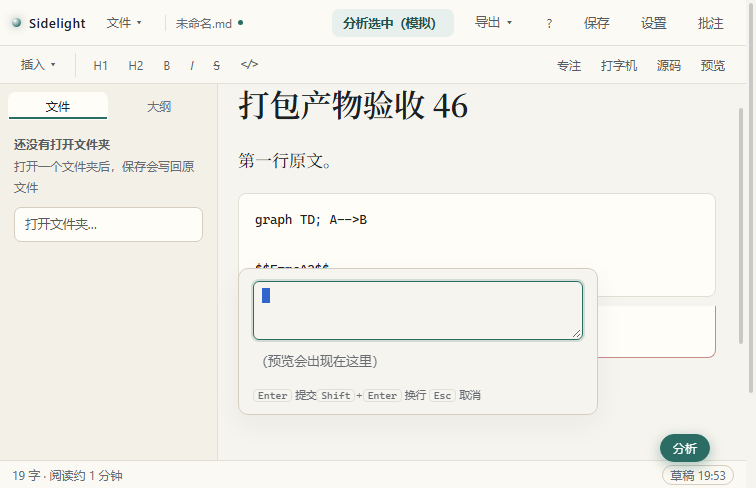 Sidelight 文件 未命名.md 分析选中（模拟） 导出 ? 保存 设置 批注
插入 H1 H2 B I S </> 专注 打字机 源码 预览
文件 大纲
还没有打开文件夹
打开一个文件夹后，保存会写回原
文件
打开文件夹...
打包产物验收 46
第一行原文。
graph TD; A-->B
（预览会出现在这里）
Enter 提交 Shift + Enter 换行 Esc 取消
分析
19 字 · 阅读约 1 分钟 草稿 19:53